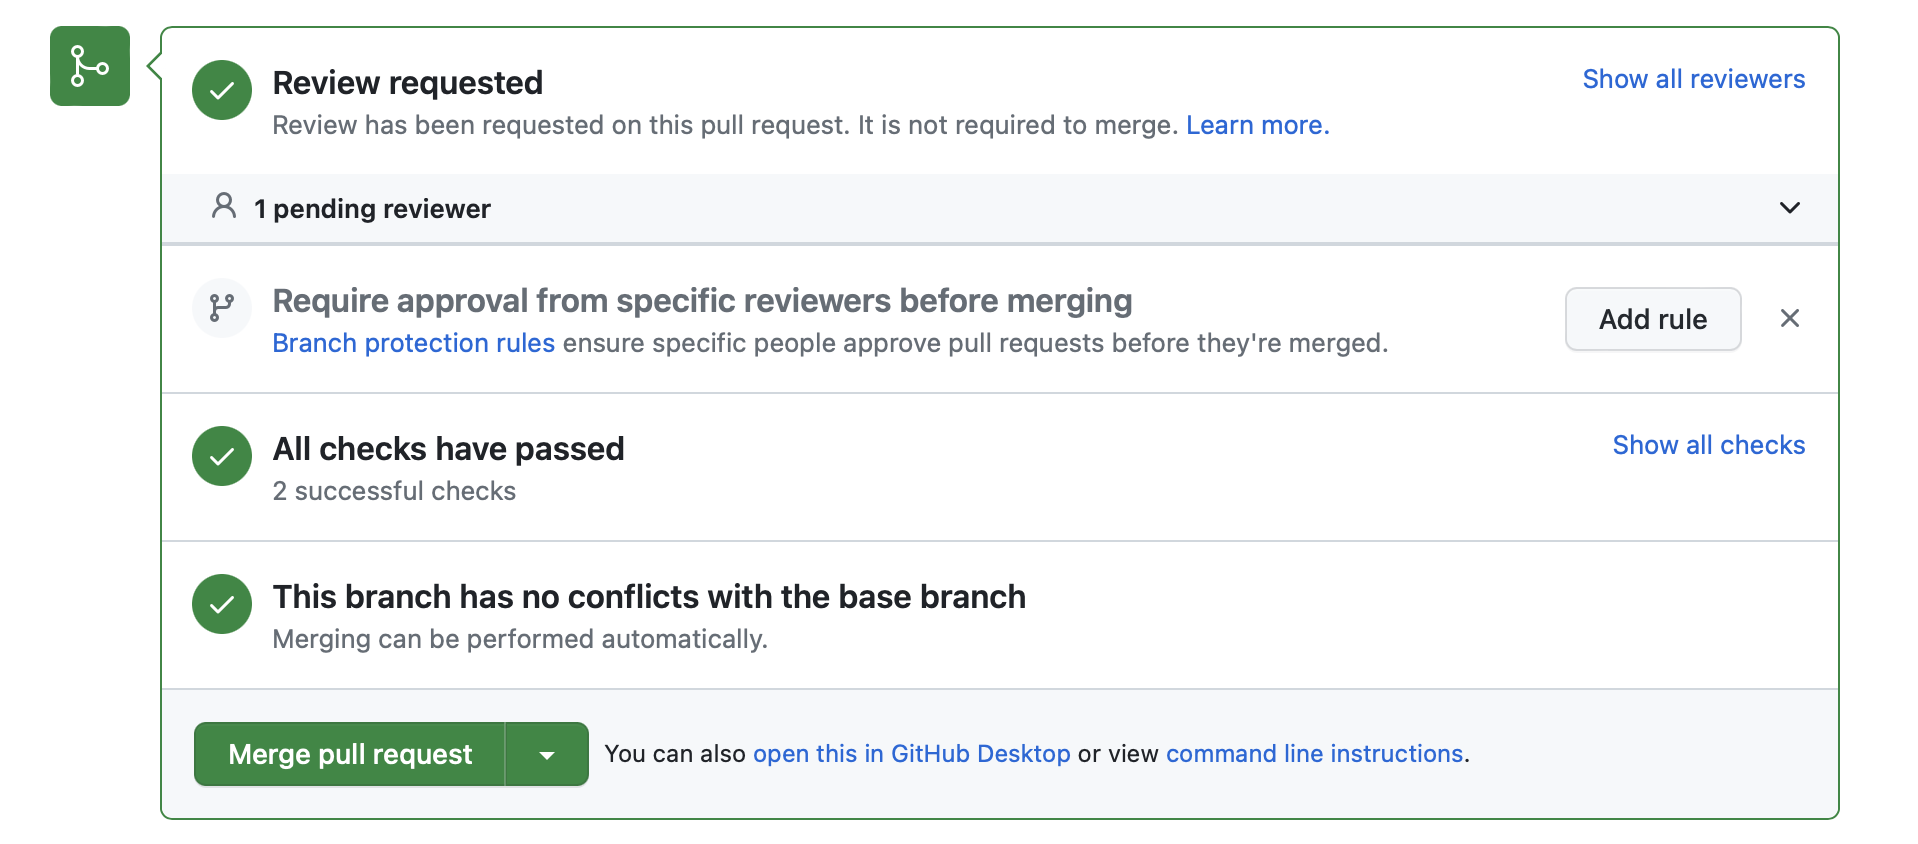 Review requested
Show all reviewers
Review has been requested on this pull request. It is not required to merge. Learn more.
1 pending reviewer
Require approval from specific reviewers before merging
Add rule
Branch protection rules ensure specific people approve pull requests before they're merged.
All checks have passed
Show all checks
2 successful checks
This branch has no conflicts with the base branch
Merging can be performed automatically.
Merge pull request
You can also open this in GitHub Desktop or view command line instructions.